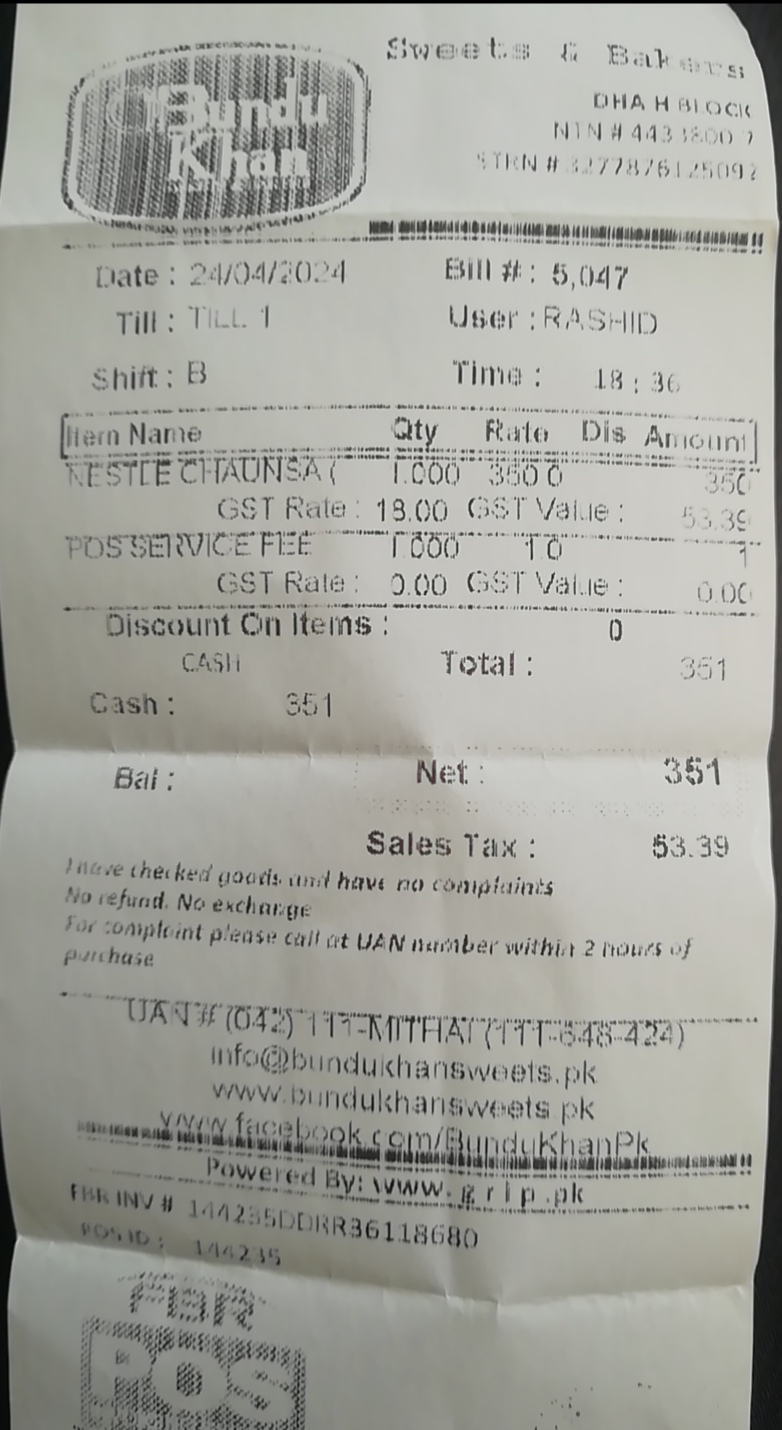 Sweets & Bakers
Bundu
Khan
DHA H BLOCK
NTN # 4433800 7
STRN # 3277876125092
Date : 24/04/2024 Bill # : 5,047
Till : TILL 1 User : RASHID
Shift : B Time : 18 : 36
Item Name Qty Rate Dis Amount
NESTLE CHAUNSA ( 1.000 350.0 350
GST Rate : 18.00 GST Value : 53.39
POS SERVICE FEE 1.000 1.0 1
GST Rate : 0.00 GST Value : 0.00
Discount On Items : 0
CASH Total : 351
Cash : 351
Bal : Net : 351
Sales Tax : 53.39
I have checked goods and have no complaints
No refund. No exchange
For complaint please call at UAN number within 2 hours of
purchase
UAN # (042) 111-MITHAI (111-648-424)
info@bundukhansweets.pk
www.bundukhansweets.pk
www.facebook.com/BunduKhanPk
Powered By: www. g r i p .pk
FBR INV # 144235DDRR36118680
POS ID : 144235
FBR
POS